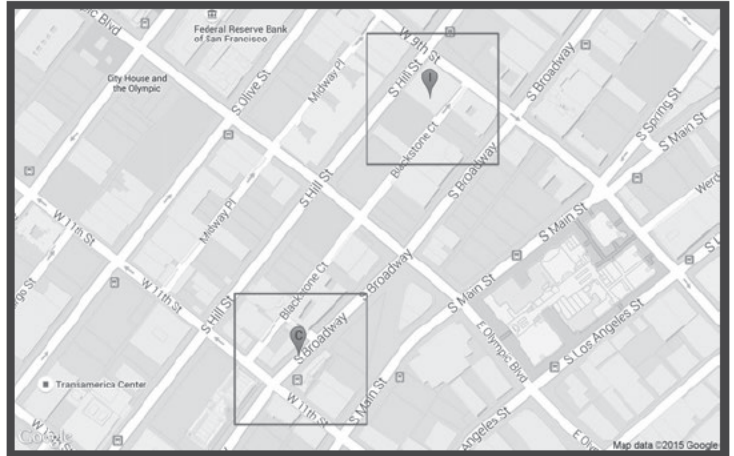 pic Blvd
Federal Reserve Bank
of San Francisco
W 9th St
S Broadway
City House and
the Olympic
S Olive St
Midway Pl
S Hill St
I
S Spring St
S Main St
Blackstone Ct
S Broadway
S Hill St
Midway Pl
S Main St
W 11th St
W 11th St
Blackstone Ct
S Broadway
S Main St
S Hill St
C
S Broadway
E Olympic Blvd
S Los Angeles St
Transamerica Center
W 11th St
S Main St
Angeles St
Google
Map data ©2015 Google